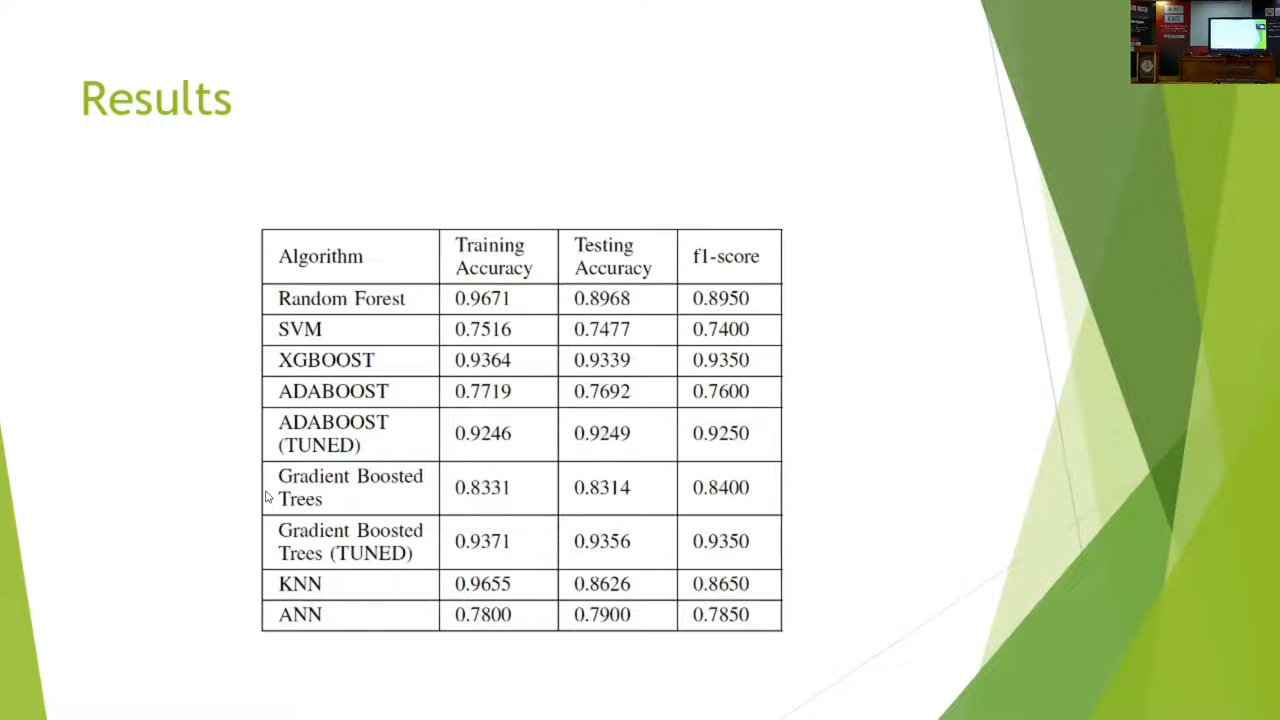 Results
Algorithm
Training
Accuracy
Testing
Accuracy
f1-score
Random Forest 0.9671 0.8968 0.8950
SVM 0.7516 0.7477 0.7400
XGBOOST 0.9364 0.9339 0.9350
ADABOOST 0.7719 0.7692 0.7600
ADABOOST
(TUNED) 0.9246 0.9249 0.9250
Gradient Boosted
Trees 0.8331 0.8314 0.8400
Gradient Boosted
Trees (TUNED) 0.9371 0.9356 0.9350
KNN 0.9655 0.8626 0.8650
ANN 0.7800 0.7900 0.7850